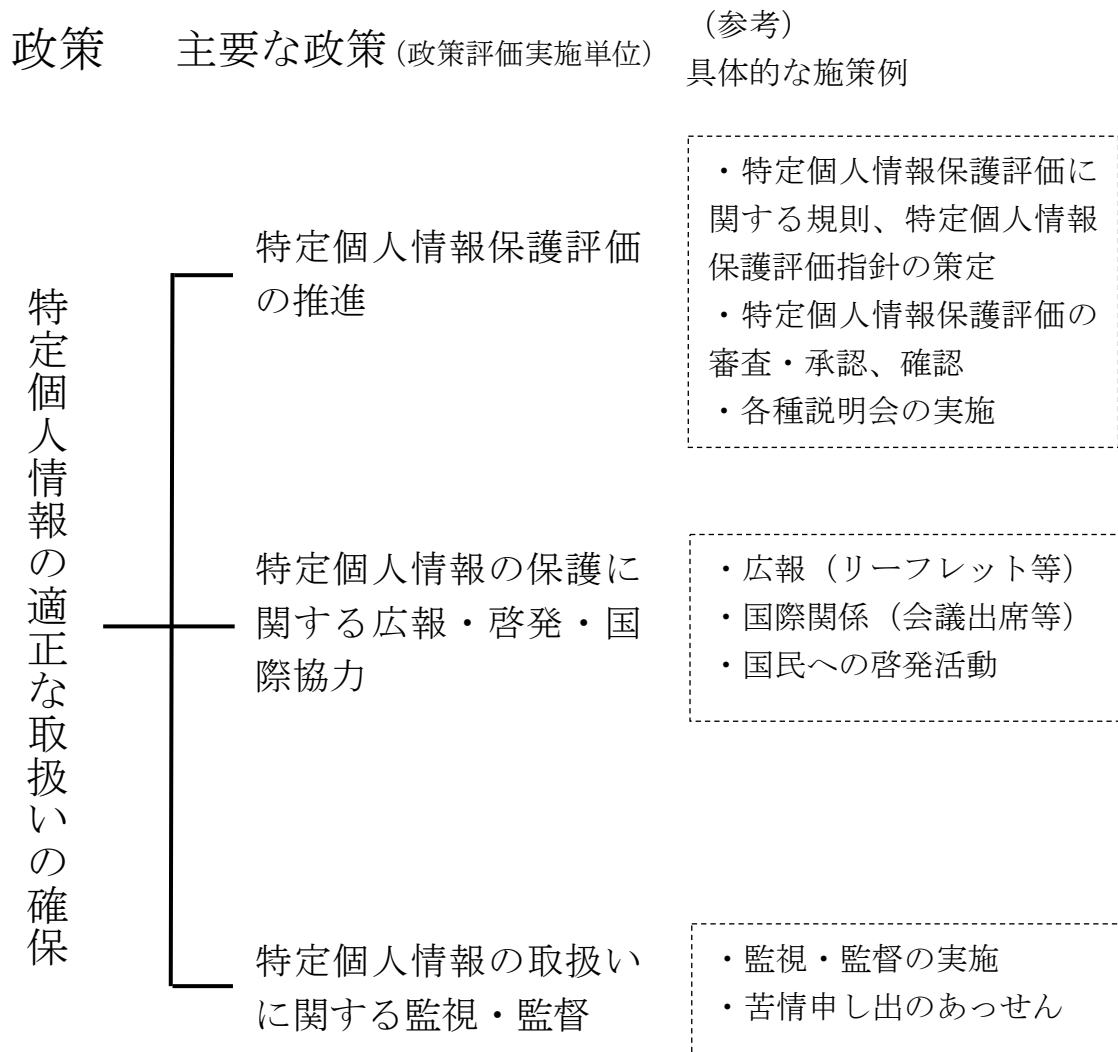 政策
主要な政策(政策評価実施単位)
(参考)
具体的な施策例
特定個人情報の適正な取扱いの確保
特定個人情報保護評価
の推進
・特定個人情報保護評価に
関する規則、特定個人情報
保護評価指針の策定
・特定個人情報保護評価の
審査・承認、確認
・各種説明会の実施
特定個人情報の保護に
関する広報・啓発・国
際協力
・広報(リーフレット等)
・国際関係(会議出席等)
・国民への啓発活動
特定個人情報の取扱い
に関する監視・監督
・監視・監督の実施
・苦情申し出のあっせん